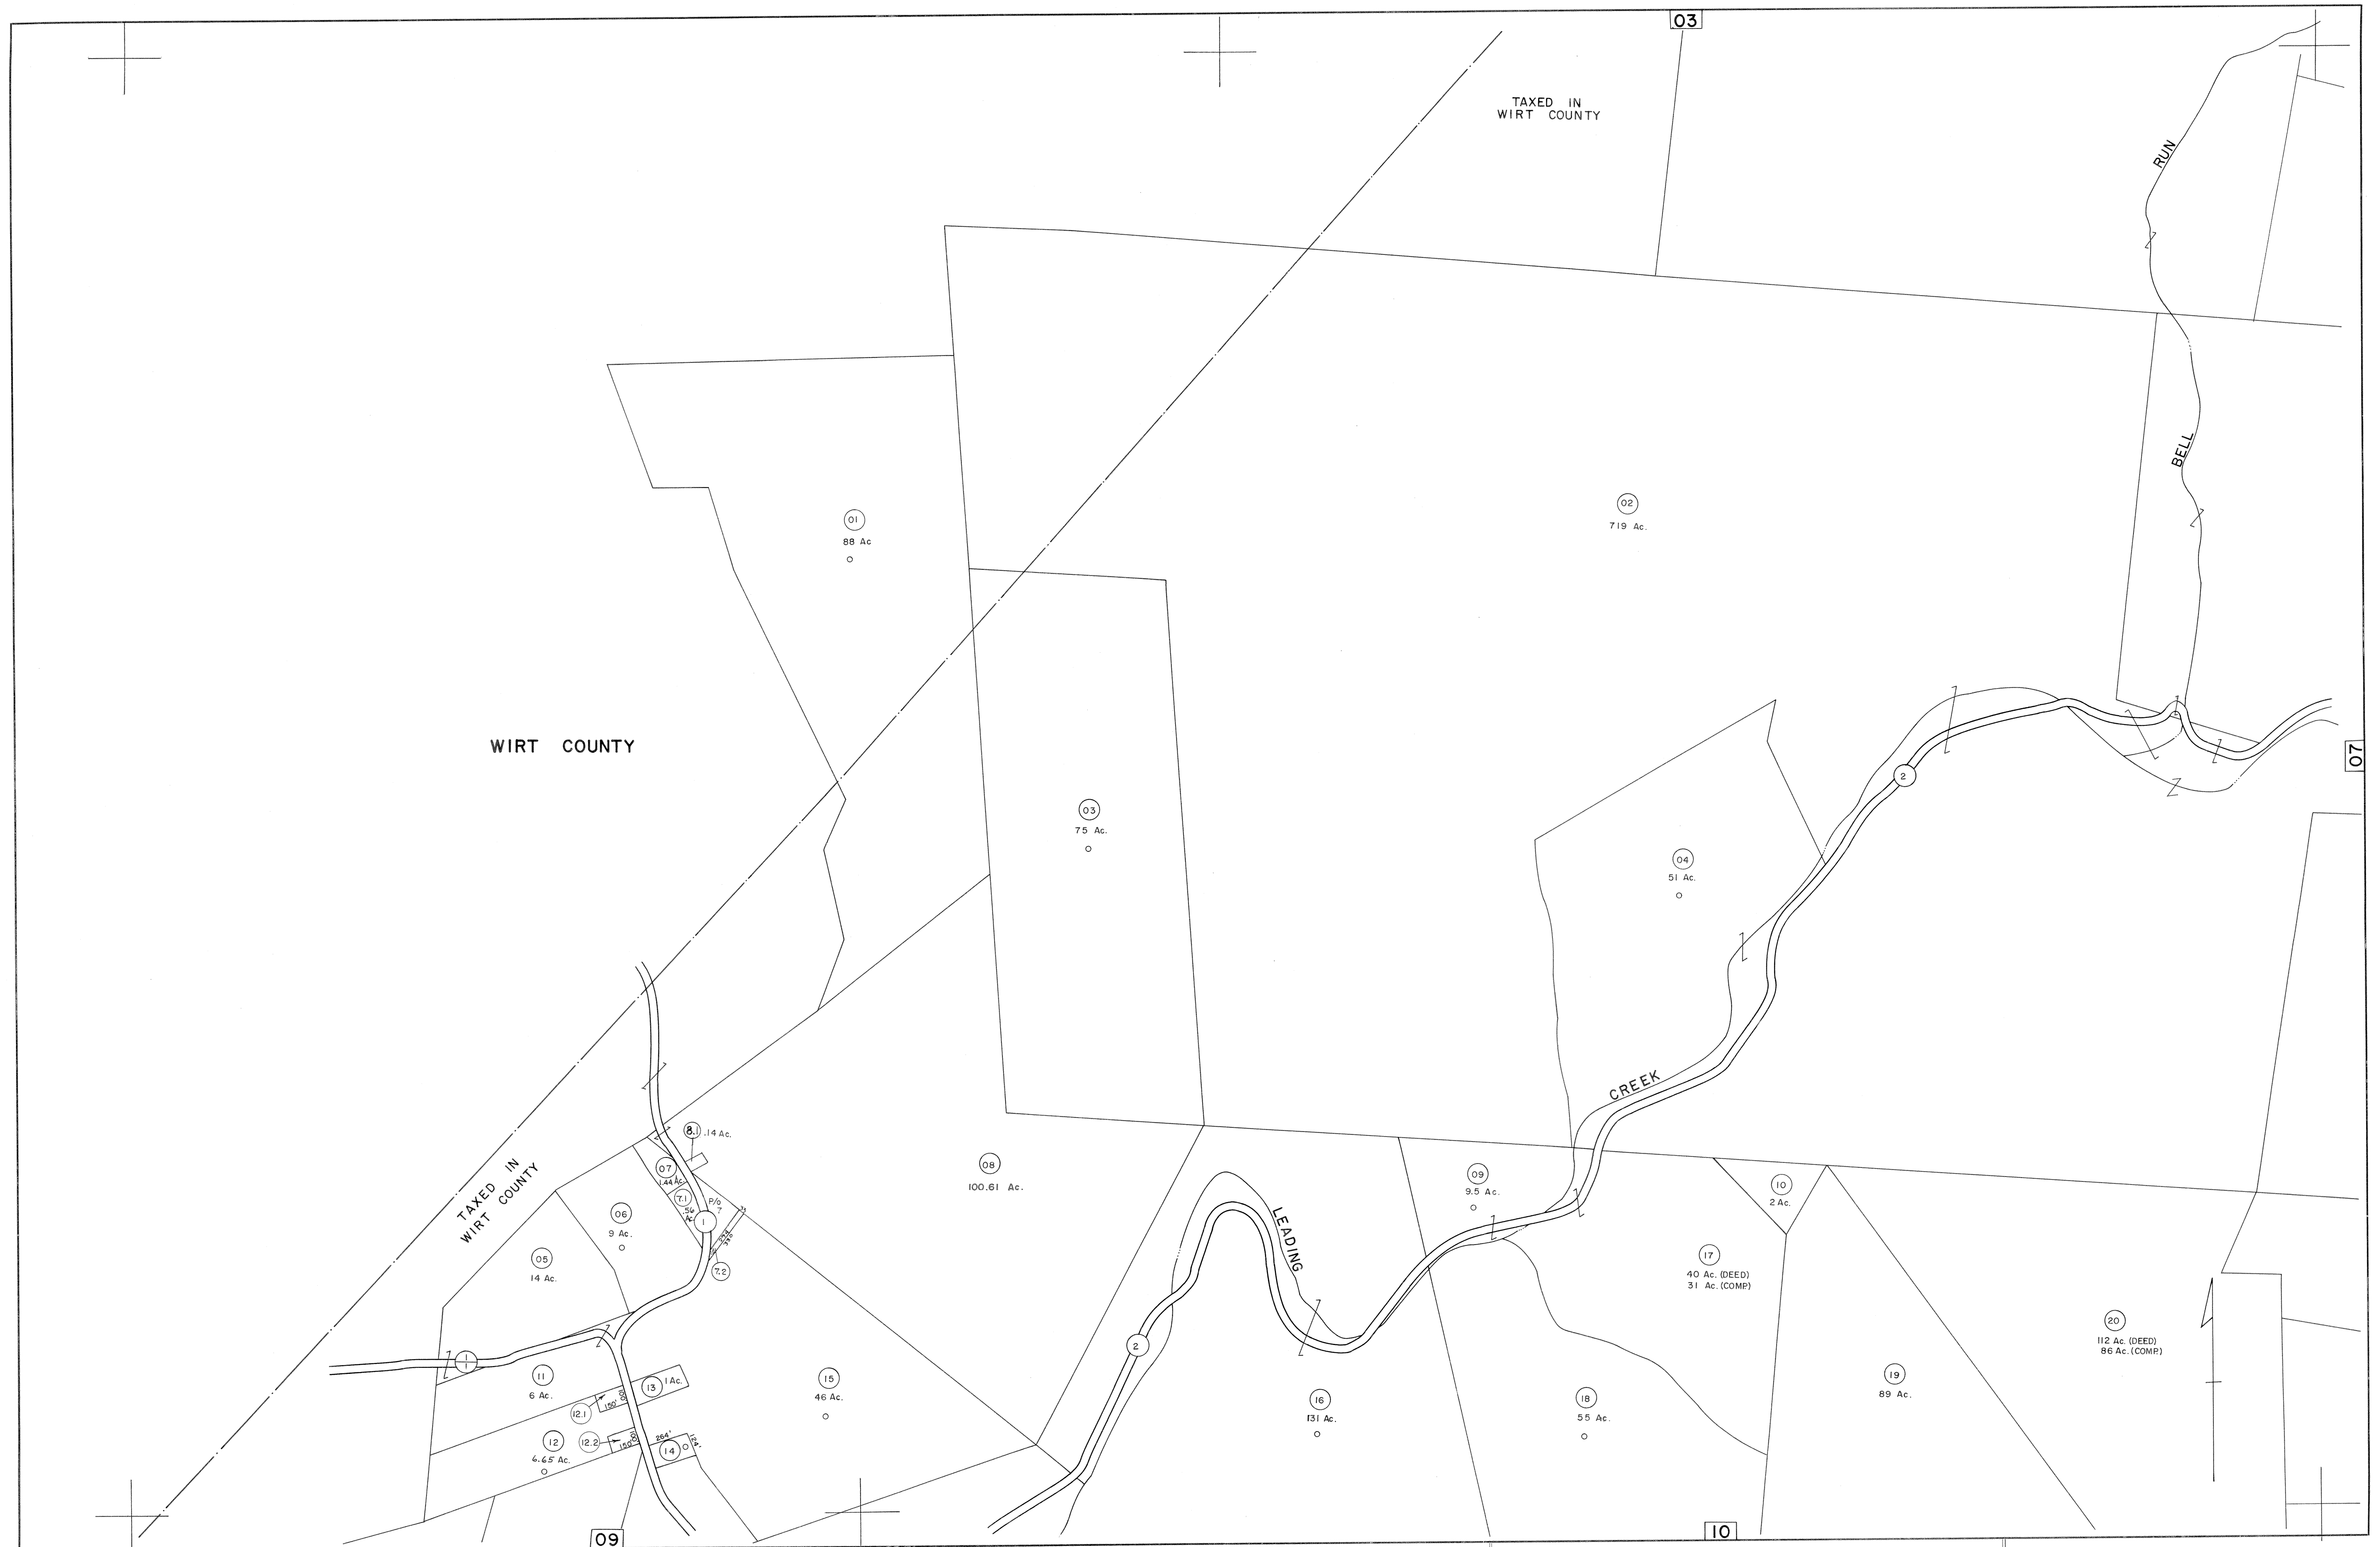 03
TAXED IN
WIRT COUNTY
RUN
BELL
01
88 Ac
02
719 Ac.
WIRT COUNTY
07
2
03
75 Ac.
04
51 Ac.
CREEK
8.1 .14 Ac.
07
1.44 Ac.
7.1
.56
Ac
P/o
7
1
7.2
TAXED IN
WIRT COUNTY
06
9 Ac.
05
14 Ac.
08
100.61 Ac.
09
9.5 Ac.
10
2 Ac.
LEADING
17
40 Ac. (DEED)
31 Ac. (COMP.)
20
112 Ac. (DEED)
86 Ac. (COMP.)
2
1
1
11
6 Ac.
13
1 Ac.
12.1
150'
100'
15
46 Ac.
16
131 Ac.
18
55 Ac.
19
89 Ac.
12
6.65 Ac.
12.2
150'
100'
264'
124'
14
09
10